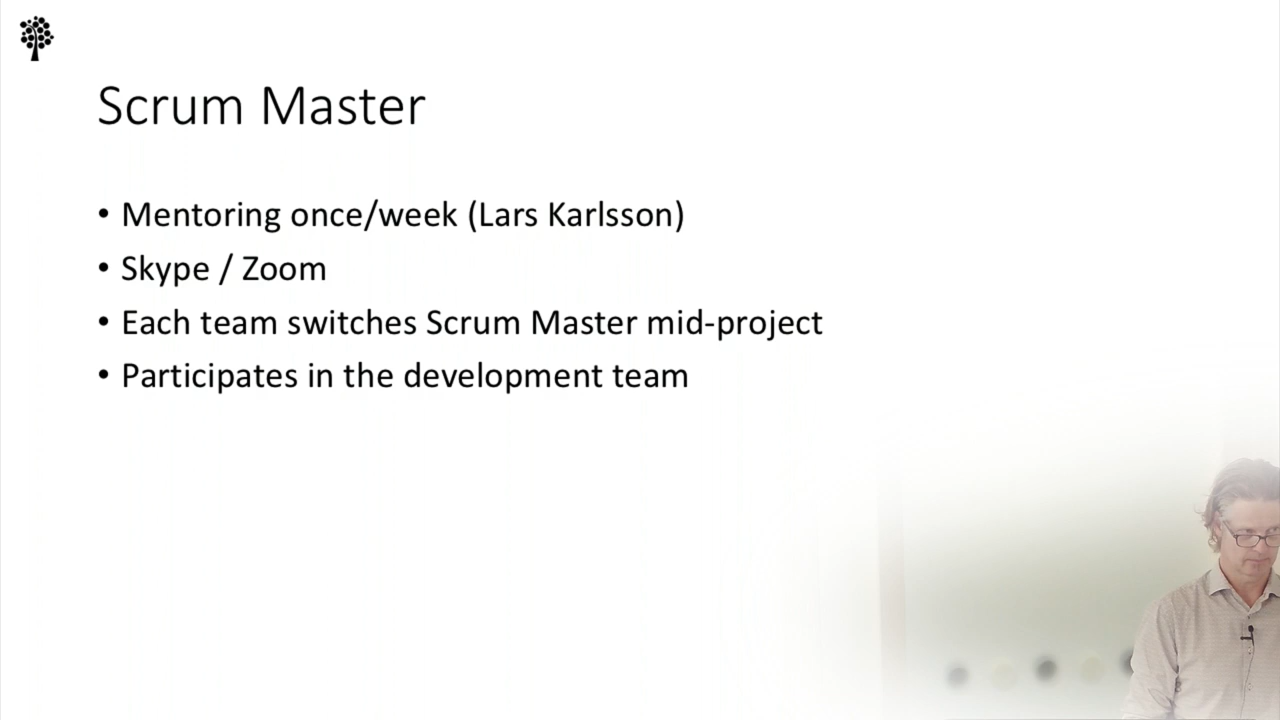 Scrum Master
• Mentoring once/week (Lars Karlsson)
• Skype / Zoom
• Each team switches Scrum Master mid-project
• Participates in the development team